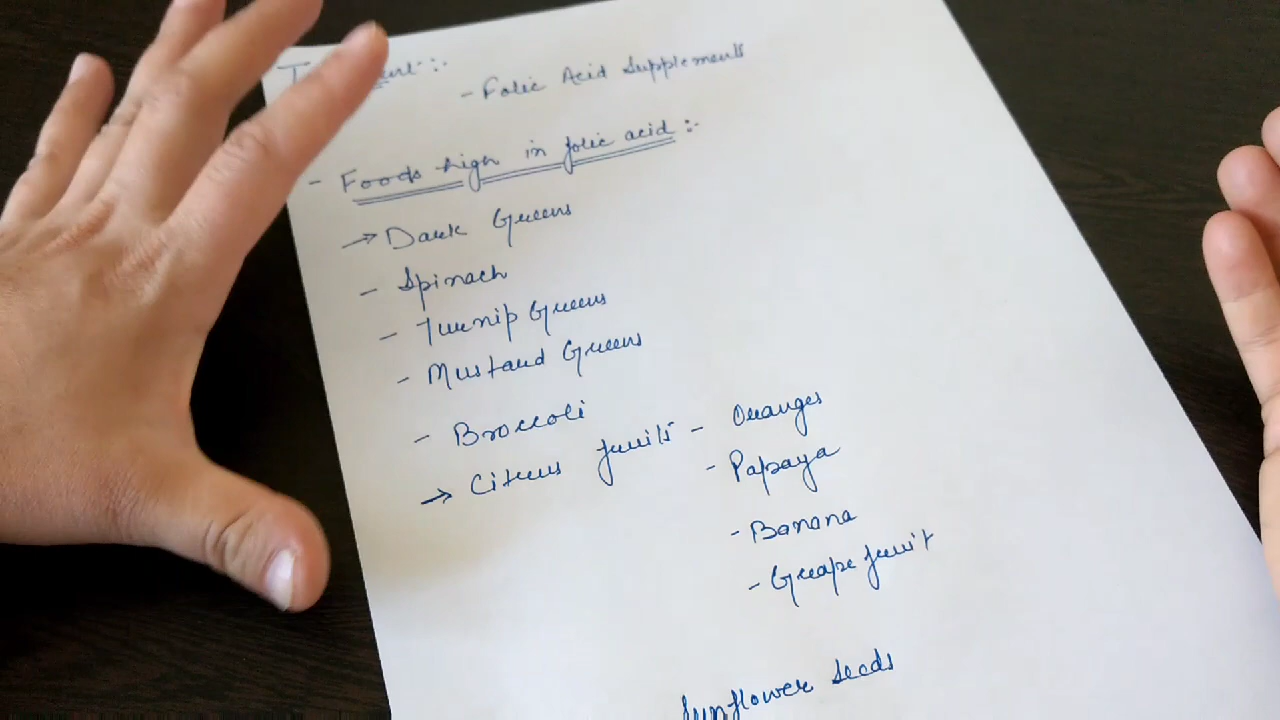 :-
- Folic Acid Supplements
- Foods high in folic acid :-
→ Dark Greens
- Spinach
- Turnip Greens
- Mustard Greens
- Broccoli
→ Citrus fruits - Oranges
- Papaya
- Banana
- Grape fruit
Sunflower Seeds